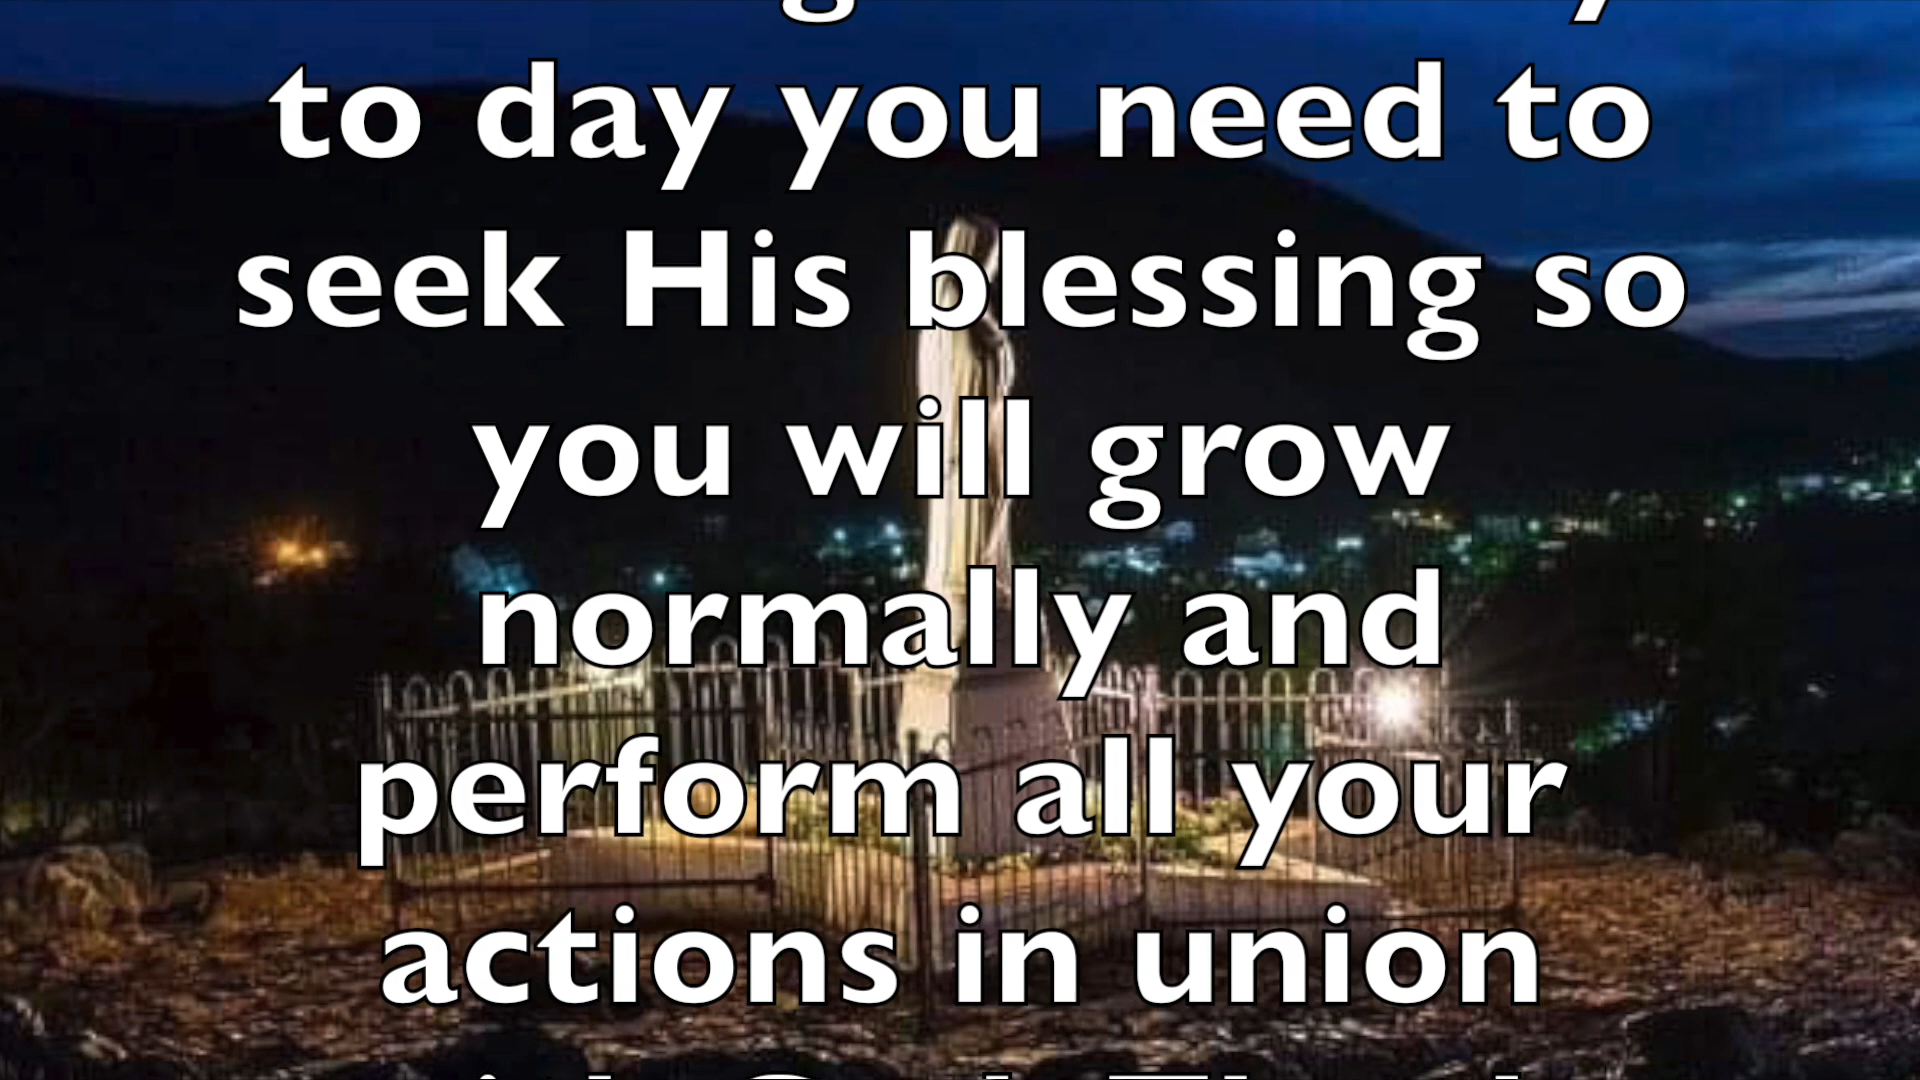 to day you need to
seek His blessing so
you will grow
normally and
perform all your
actions in union